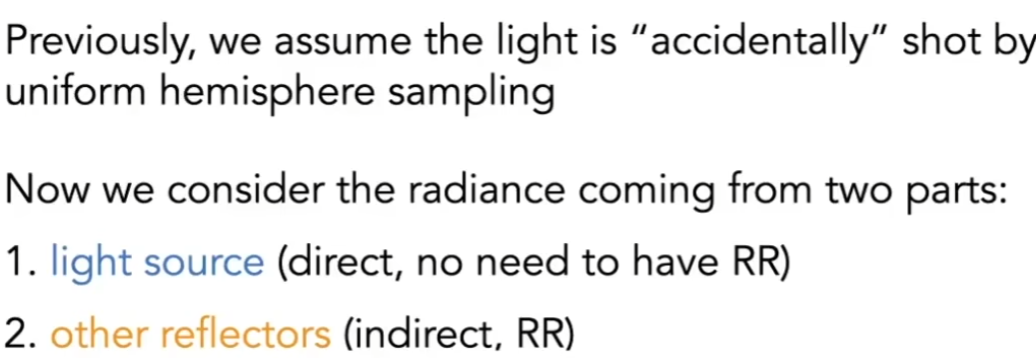 Previously, we assume the light is “accidentally” shot by
uniform hemisphere sampling
Now we consider the radiance coming from two parts:
1. light source (direct, no need to have RR)
2. other reflectors (indirect, RR)